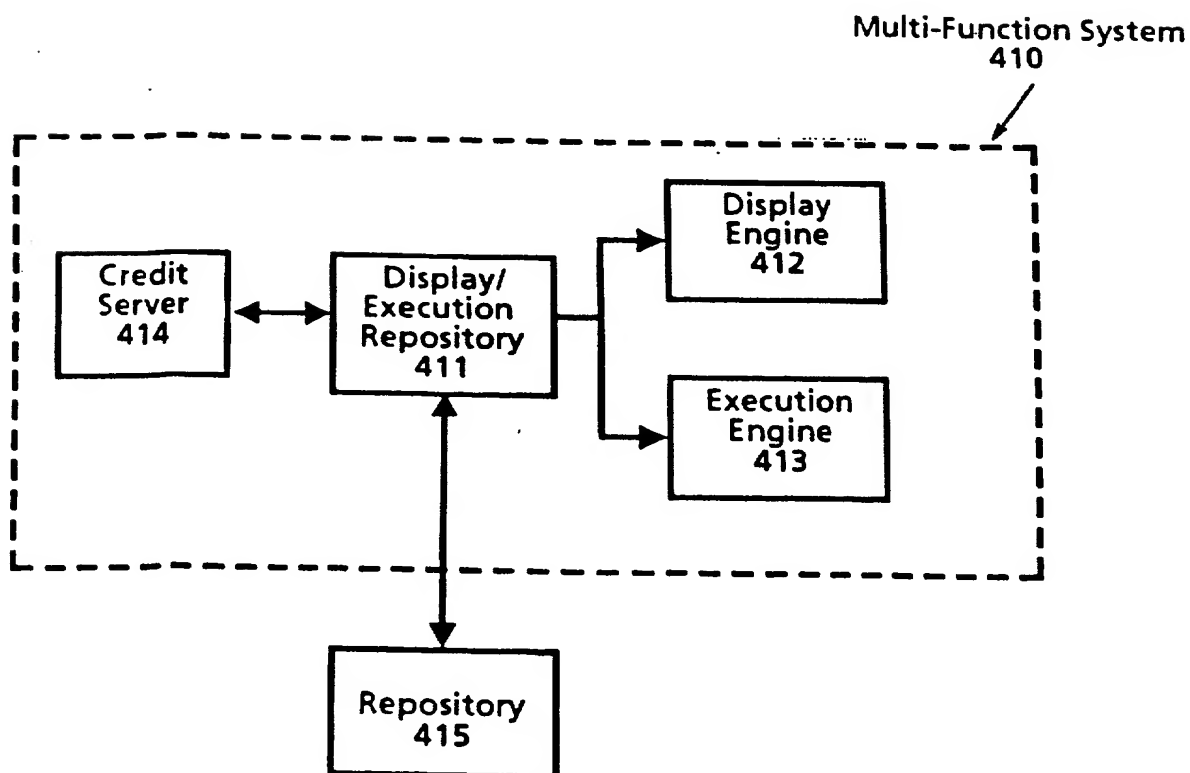 Multi-Function System
410
Credit
Server
414
Display/
Execution
Repository
411
Display
Engine
412
Execution
Engine
413
Repository
415